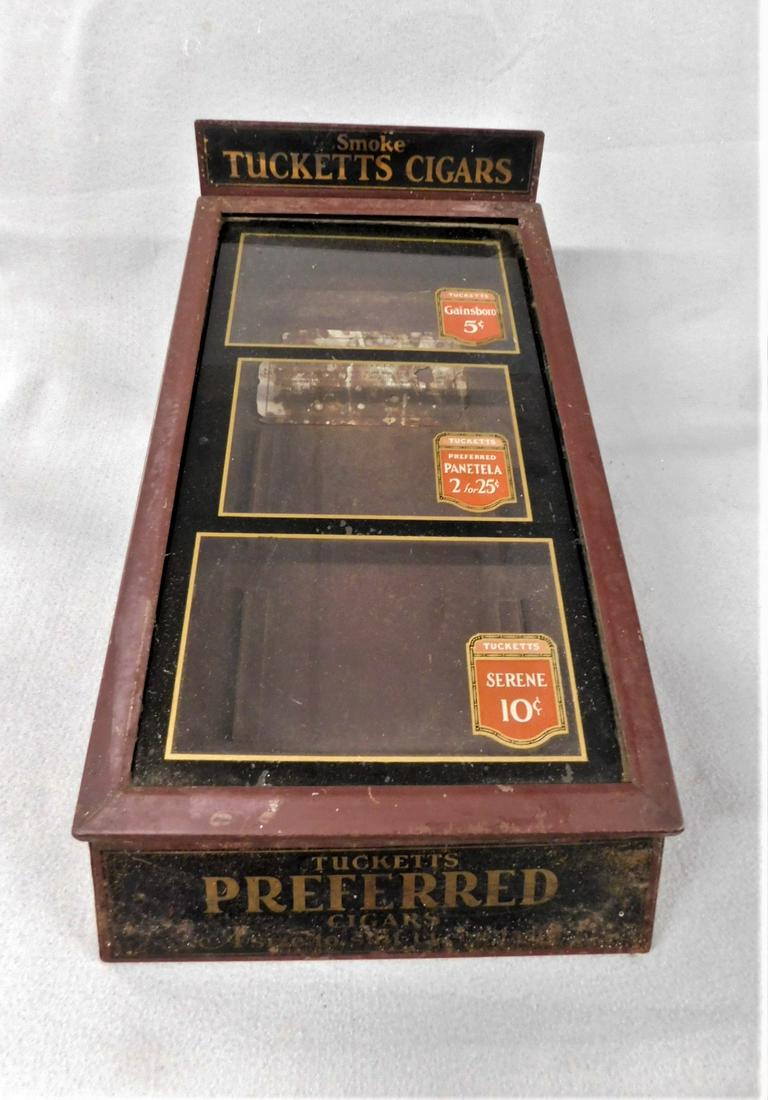 Smoke
TUCKETTS CIGARS
TUCKETTS
Gainsboro
5¢
TUCKETTS
PREFERRED
PANETELA
2 for 25¢
TUCKETTS
SERENE
10¢
TUCKETTS
PREFERRED
CIGARS